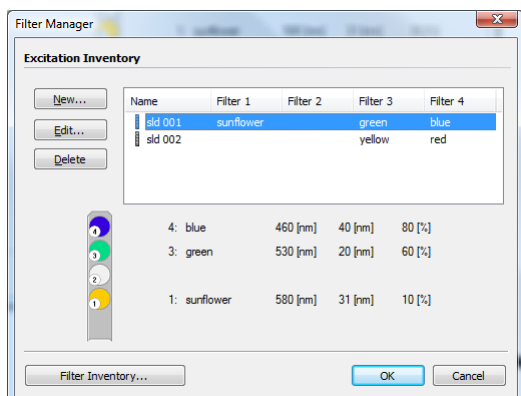 Filter Manager
Excitation Inventory
New...
Edit...
Delete
Name Filter 1 Filter 2 Filter 3 Filter 4
sld 001 sunflower green blue
sld 002 yellow red
4 4: blue 460 [nm] 40 [nm] 80 [%]
3 3: green 530 [nm] 20 [nm] 60 [%]
2
1 1: sunflower 580 [nm] 31 [nm] 10 [%]
Filter Inventory... OK Cancel